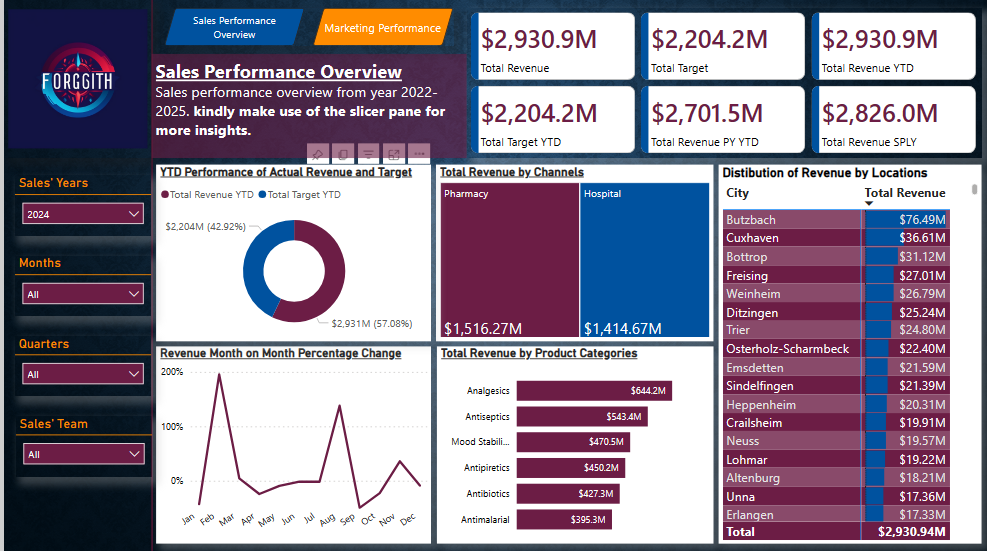 FORGGITH
Sales Performance
Overview
Marketing Performance
Sales Performance Overview
Sales performance overview from year 2022-
2025. kindly make use of the slicer pane for
more insights.
$2,930.9M
Total Revenue
$2,204.2M
Total Target
$2,930.9M
Total Revenue YTD
$2,204.2M
Total Target YTD
$2,701.5M
Total Revenue PY YTD
$2,826.0M
Total Revenue SPLY
Sales' Years
2024
Months
All
Quarters
All
Sales' Team
All
YTD Performance of Actual Revenue and Target
Total Revenue YTD
Total Target YTD
$2,204M (42.92%)
$2,931M (57.08%)
Total Revenue by Channels
Pharmacy
$1,516.27M
Hospital
$1,414.67M
Revenue Month on Month Percentage Change
200%
100%
0%
Jan
Feb
Mar
Apr
May
Jun
Jul
Aug
Sep
Oct
Nov
Dec
Total Revenue by Product Categories
Analgesics $644.2M
Antiseptics $543.4M
Mood Stabili... $470.5M
Antipiretics $450.2M
Antibiotics $427.3M
Antimalarial $395.3M
Distibution of Revenue by Locations
City Total Revenue
Butzbach $76.49M
Cuxhaven $36.61M
Bottrop $31.12M
Freising $27.01M
Weinheim $26.79M
Ditzingen $25.24M
Trier $24.80M
Osterholz-Scharmbeck $22.40M
Emsdetten $21.59M
Sindelfingen $21.39M
Heppenheim $20.31M
Crailsheim $19.91M
Neuss $19.57M
Lohmar $19.22M
Altenburg $18.21M
Unna $17.36M
Erlangen $17.33M
Total $2,930.94M